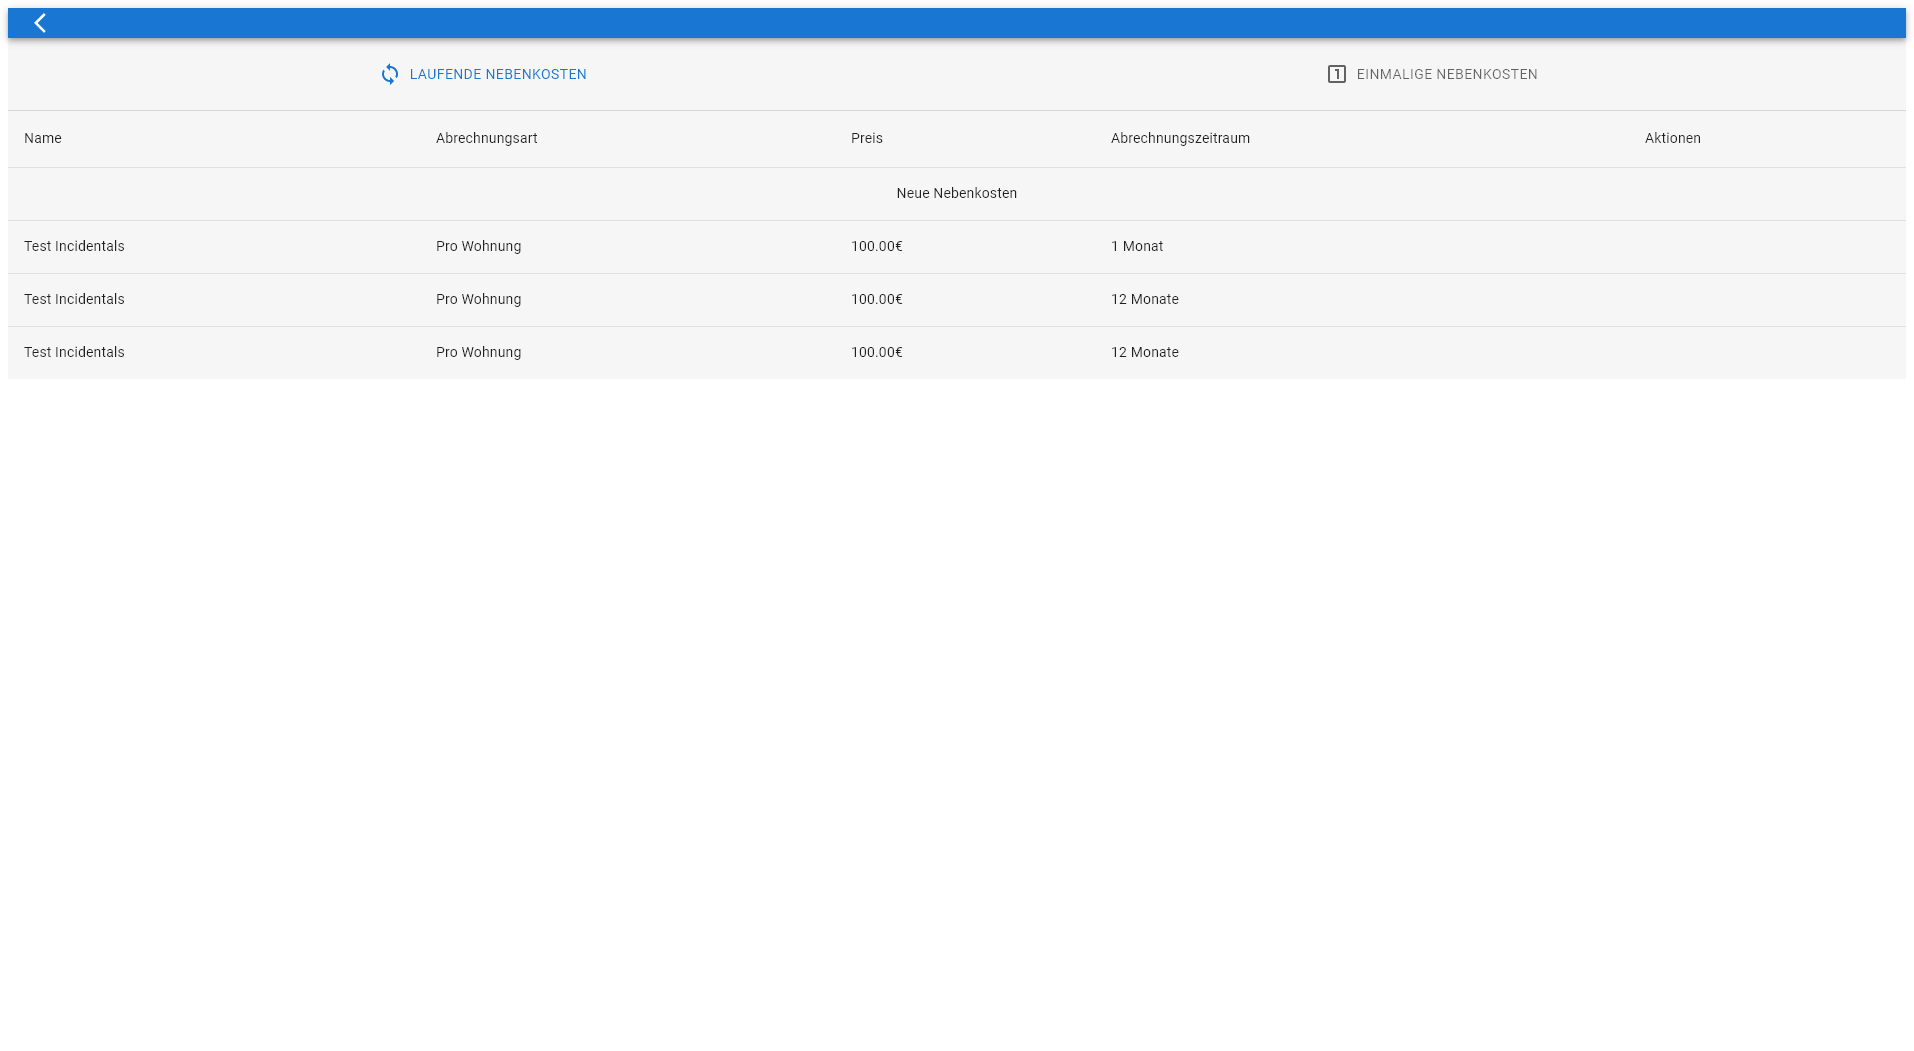 LAUFENDE NEBENKOSTEN 1 EINMALIGE NEBENKOSTEN
Name Abrechnungsart Preis Abrechnungszeitraum Aktionen
Neue Nebenkosten
Test Incidentals Pro Wohnung 100.00€ 1 Monat
Test Incidentals Pro Wohnung 100.00€ 12 Monate
Test Incidentals Pro Wohnung 100.00€ 12 Monate